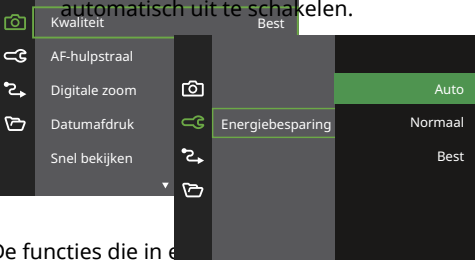 automatisch uit te schakelen.
Kwaliteit Best
AF-hulpstraal
Digitale zoom
Datumafdruk
Snel bekijken
Energiebesparing
Auto
Normaal
Best
De functies die in